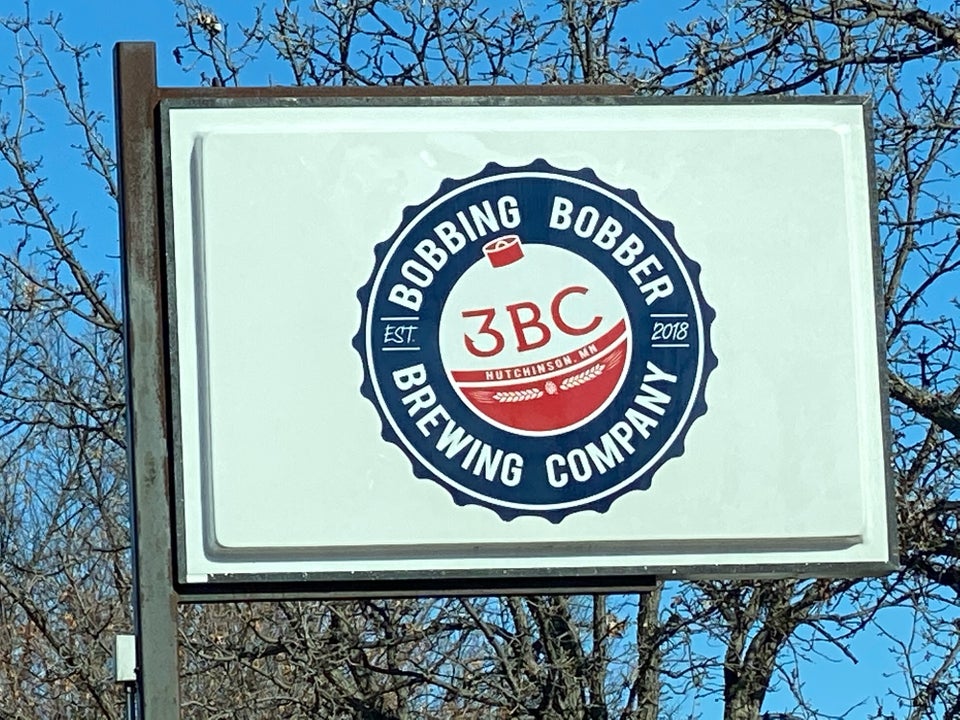 BOBBING BOBBER
EST.
2018
3BC
HUTCHINSON, MN
BREWING COMPANY